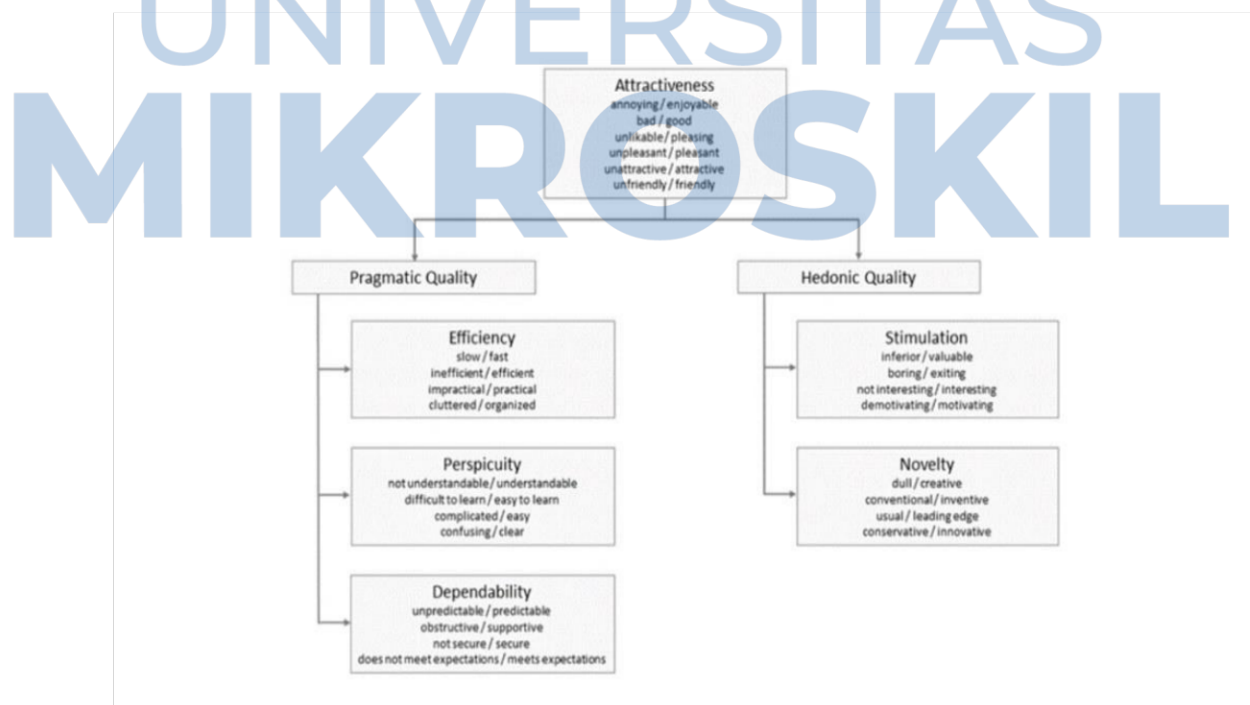 UNIVERSITAS
MIKROSKIL
Attractiveness
annoying / enjoyable
bad / good
unlikable / pleasing
unpleasant / pleasant
unattractive / attractive
unfriendly / friendly
Pragmatic Quality
Efficiency
slow / fast
inefficient / efficient
impractical / practical
cluttered / organized
Perspicuity
not understandable / understandable
difficult to learn / easy to learn
complicated / easy
confusing / clear
Dependability
unpredictable / predictable
obstructive / supportive
not secure / secure
does not meet expectations / meets expectations
Hedonic Quality
Stimulation
inferior / valuable
boring / exiting
not interesting / interesting
demotivating / motivating
Novelty
dull / creative
conventional / inventive
usual / leading edge
conservative / innovative